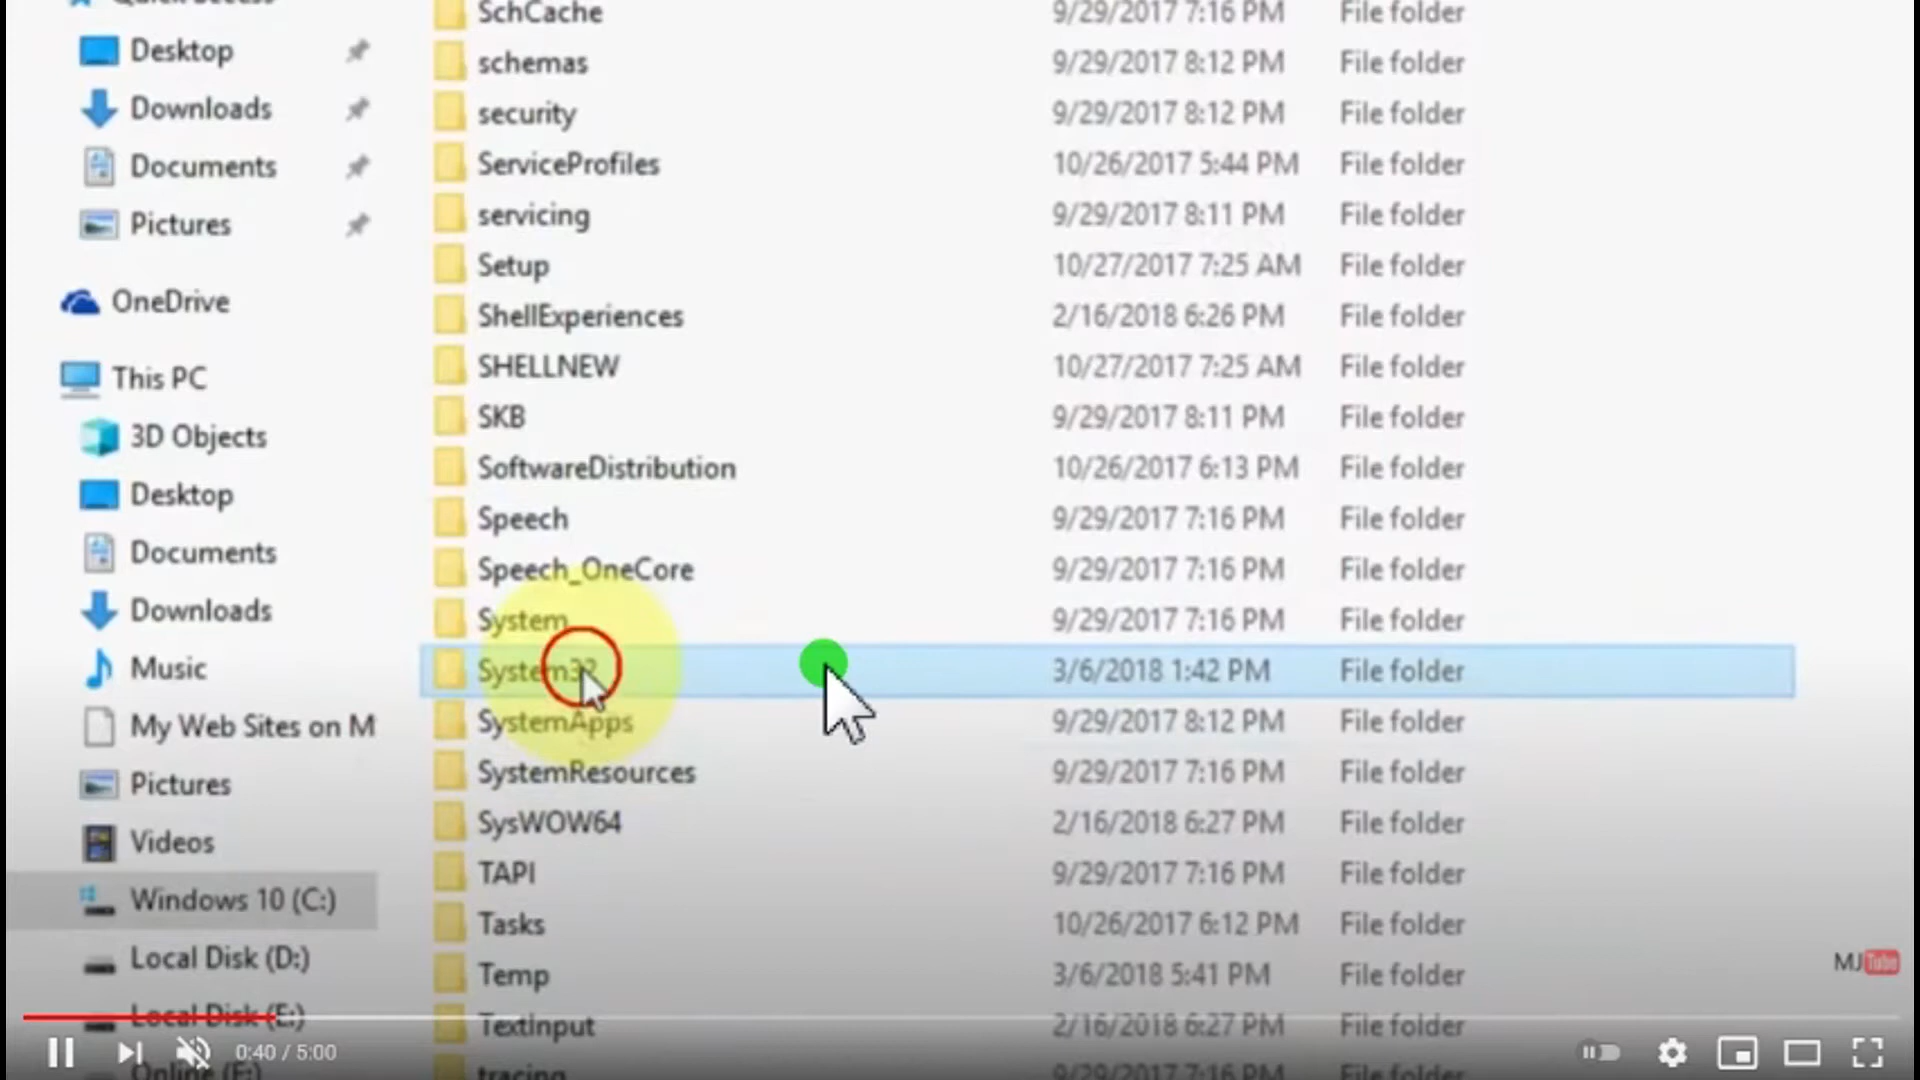 Quick access
Desktop
Downloads
Documents
Pictures
OneDrive
This PC
3D Objects
Desktop
Documents
Downloads
Music
My Web Sites on M
Pictures
Videos
Windows 10 (C:)
Local Disk (D:)
Local Disk (E:)
Online (F:)
SchCache 9/29/2017 7:16 PM File folder
schemas 9/29/2017 8:12 PM File folder
security 9/29/2017 8:12 PM File folder
ServiceProfiles 10/26/2017 5:44 PM File folder
servicing 9/29/2017 8:11 PM File folder
Setup 10/27/2017 7:25 AM File folder
ShellExperiences 2/16/2018 6:26 PM File folder
SHELLNEW 10/27/2017 7:25 AM File folder
SKB 9/29/2017 8:11 PM File folder
SoftwareDistribution 10/26/2017 6:13 PM File folder
Speech 9/29/2017 7:16 PM File folder
Speech_OneCore 9/29/2017 7:16 PM File folder
System 9/29/2017 7:16 PM File folder
System32 3/6/2018 1:42 PM File folder
SystemApps 9/29/2017 8:12 PM File folder
SystemResources 9/29/2017 7:16 PM File folder
SysWOW64 2/16/2018 6:27 PM File folder
TAPI 9/29/2017 7:16 PM File folder
Tasks 10/26/2017 6:12 PM File folder
Temp 3/6/2018 5:41 PM File folder
TextInput 2/16/2018 6:27 PM File folder
tracing 9/29/2017 7:16 PM File folder
MJTube
0:40 / 5:00